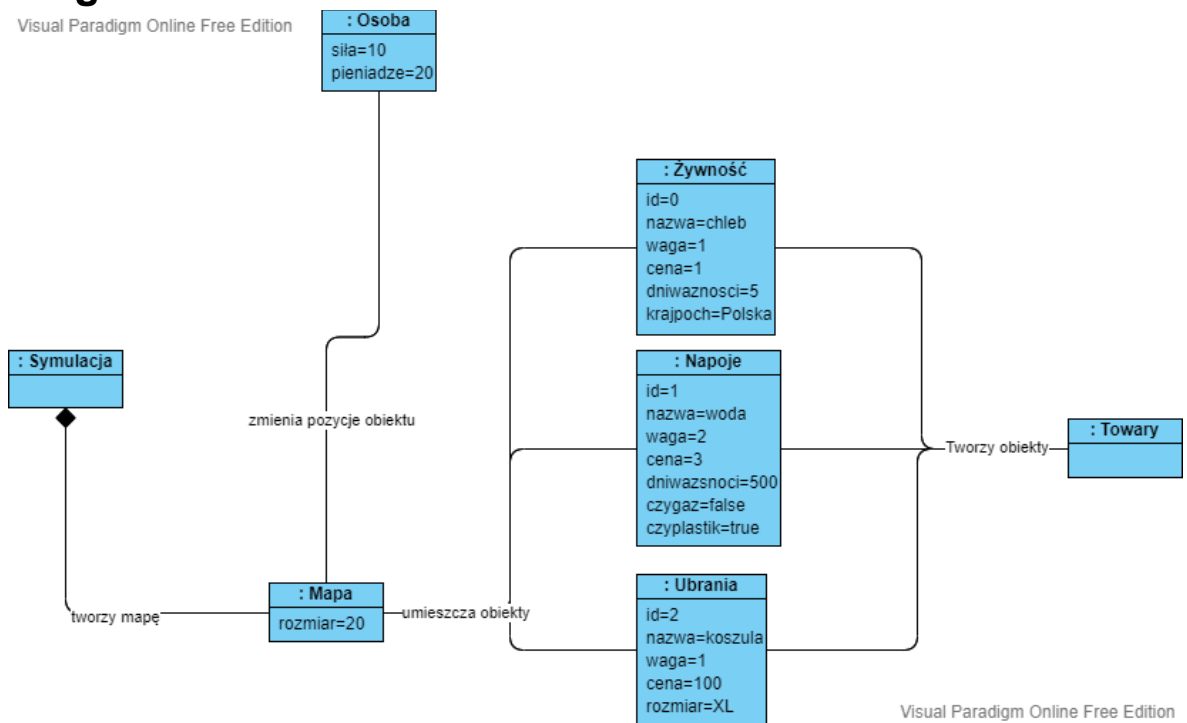 Visual Paradigm Online Free Edition
: Osoba
siła=10
pieniadze=20
: Żywność
id=0
nazwa=chleb
waga=1
cena=1
dniwaznosci=5
krajpoch=Polska
: Symulacja
: Napoje
id=1
nazwa=woda
waga=2
cena=3
dniwazsnoci=500
czygaz=false
czyplastik=true
zmienia pozycje obiektu
Tworzy obiekty
: Towary
: Mapa
rozmiar=20
tworzy mapę
umieszcza obiekty
: Ubrania
id=2
nazwa=koszula
waga=1
cena=100
rozmiar=XL
Visual Paradigm Online Free Edition